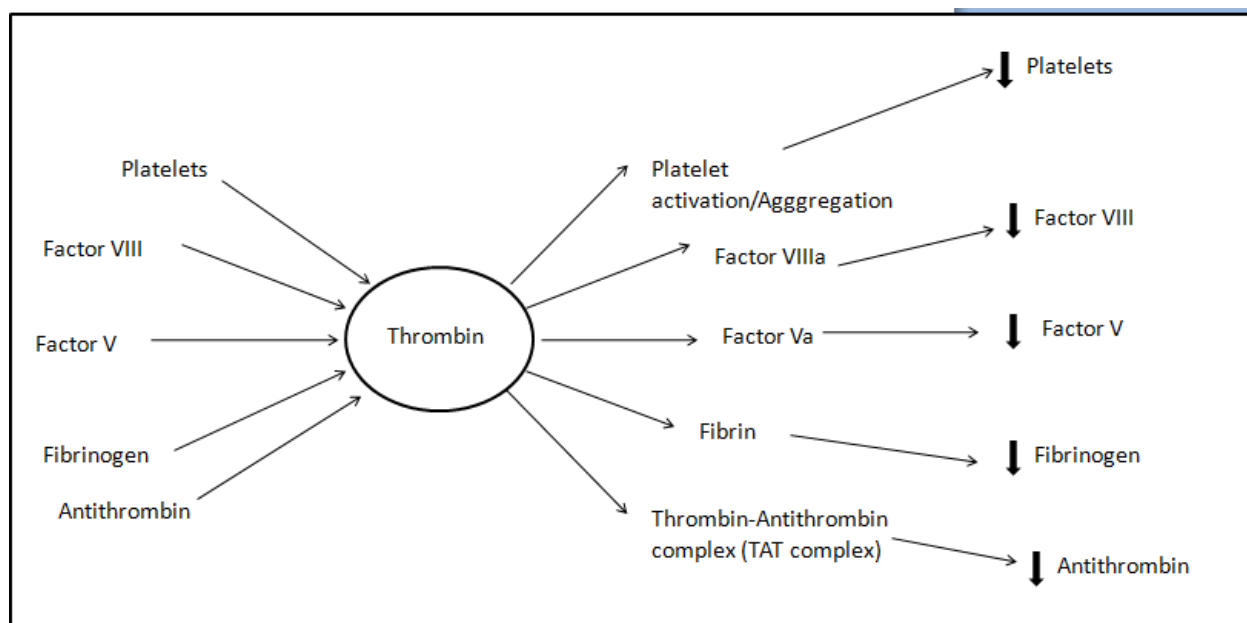 Platelets
Factor VIII
Factor V
Fibrinogen
Antithrombin
Thrombin
Platelet
activation/Agggregation
Factor VIIIa
Factor Va
Fibrin
Thrombin-Antithrombin
complex (TAT complex)
Platelets
Factor VIII
Factor V
Fibrinogen
Antithrombin